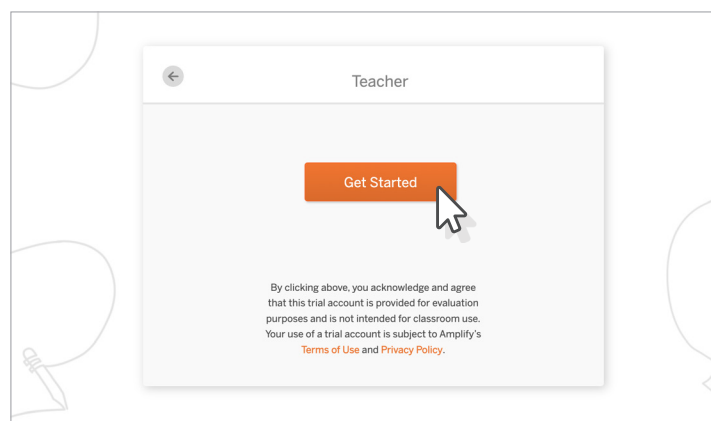 Teacher
Get Started
By clicking above, you acknowledge and agree
that this trial account is provided for evaluation
purposes and is not intended for classroom use.
Your use of a trial account is subject to Amplify's
Terms of Use and Privacy Policy.